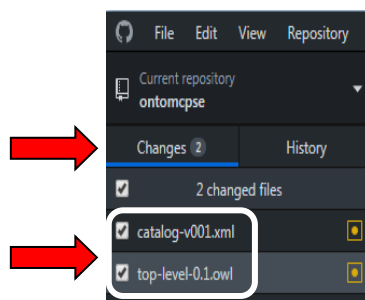 File Edit View Repository
Current repository
ontomcpse
Changes 2 History
2 changed files
catalog-v001.xml
top-level-0.1.owl